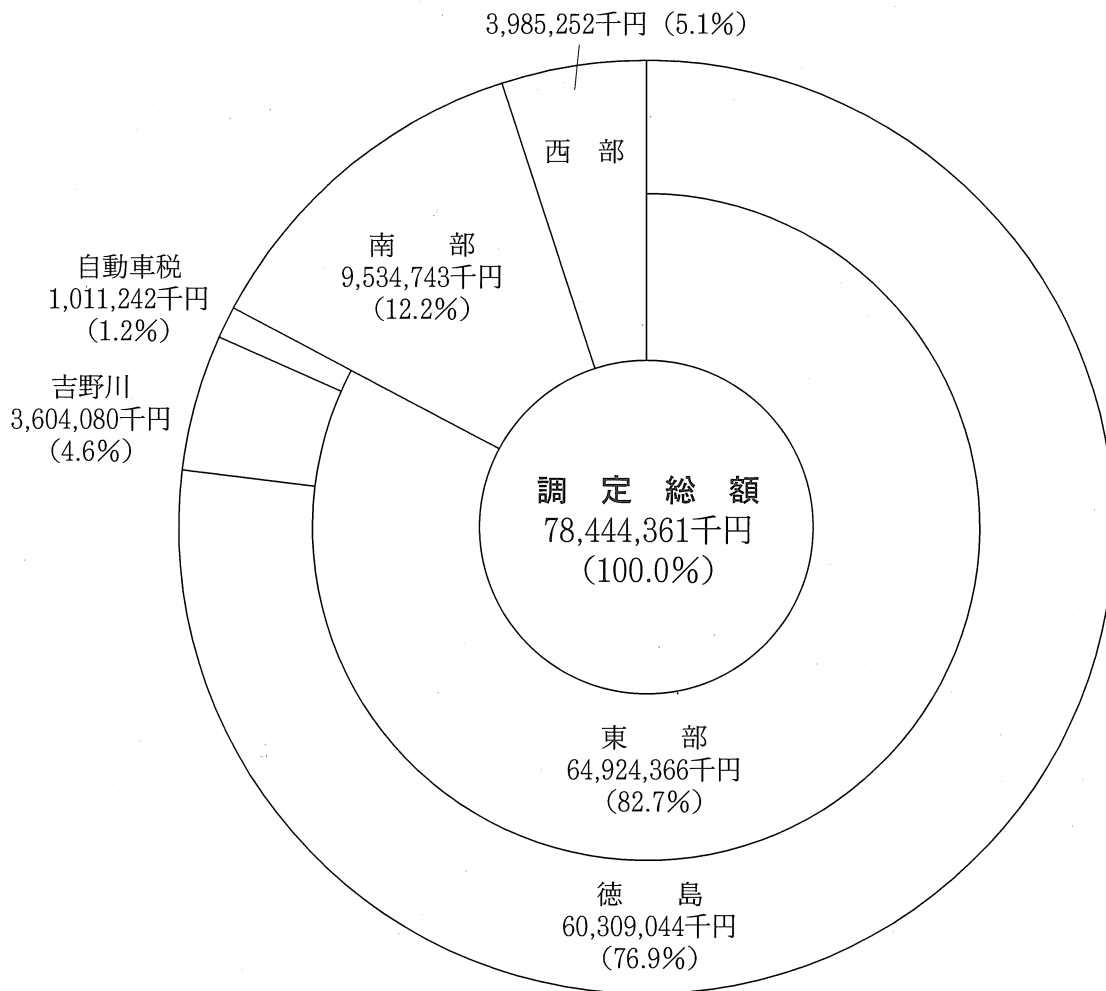 3,985,252千円（5.1％）
西　部
南　　部
9,534,743千円
（12.2％）
自動車税
1,011,242千円
（1.2％）
吉野川
3,604,080千円
（4.6％）
調　定　総　額
78,444,361千円
（100.0％）
東　　部
64,924,366千円
（82.7％）
徳　　島
60,309,044千円
（76.9％）